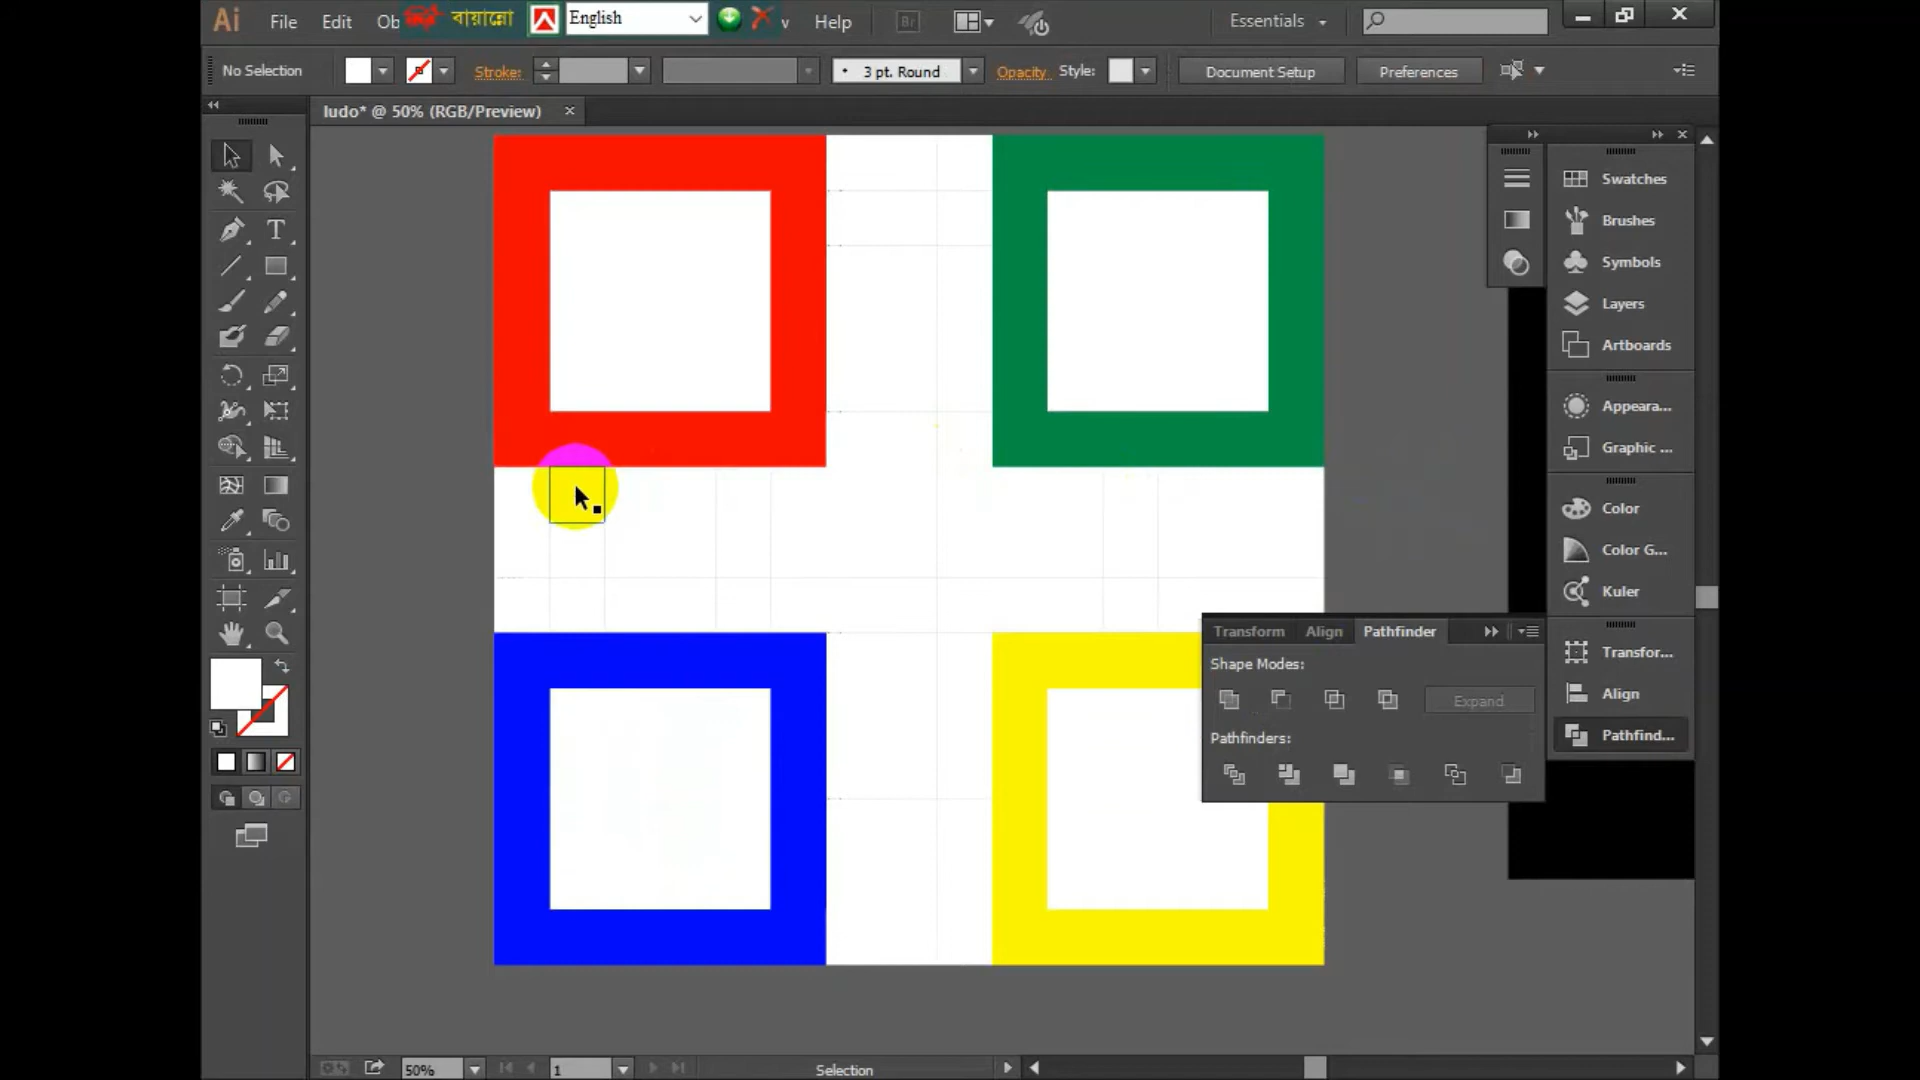 Ai File Edit Ob বায়ান্নো English v Help Br Essentials
No Selection Stroke: 3 pt. Round Opacity Style: Document Setup Preferences
ludo* @ 50% (RGB/Preview)
Swatches
Brushes
Symbols
Layers
Artboards
Appeara...
Graphic ...
Color
Color G...
Kuler
Transfor...
Align
Pathfind...
Transform Align Pathfinder
Shape Modes:
Expand
Pathfinders:
50% 1 Selection